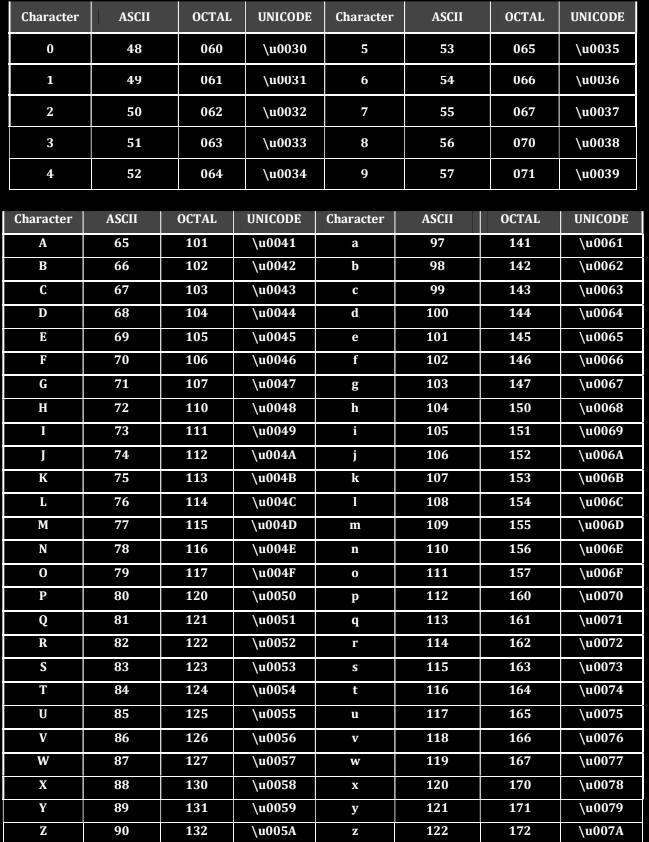 Character ASCII OCTAL UNICODE Character ASCII OCTAL UNICODE
0 48 060 \u0030 5 53 065 \u0035
1 49 061 \u0031 6 54 066 \u0036
2 50 062 \u0032 7 55 067 \u0037
3 51 063 \u0033 8 56 070 \u0038
4 52 064 \u0034 9 57 071 \u0039
Character ASCII OCTAL UNICODE Character ASCII OCTAL UNICODE
A 65 101 \u0041 a 97 141 \u0061
B 66 102 \u0042 b 98 142 \u0062
C 67 103 \u0043 c 99 143 \u0063
D 68 104 \u0044 d 100 144 \u0064
E 69 105 \u0045 e 101 145 \u0065
F 70 106 \u0046 f 102 146 \u0066
G 71 107 \u0047 g 103 147 \u0067
H 72 110 \u0048 h 104 150 \u0068
I 73 111 \u0049 i 105 151 \u0069
J 74 112 \u004A j 106 152 \u006A
K 75 113 \u004B k 107 153 \u006B
L 76 114 \u004C l 108 154 \u006C
M 77 115 \u004D m 109 155 \u006D
N 78 116 \u004E n 110 156 \u006E
O 79 117 \u004F o 111 157 \u006F
P 80 120 \u0050 p 112 160 \u0070
Q 81 121 \u0051 q 113 161 \u0071
R 82 122 \u0052 r 114 162 \u0072
S 83 123 \u0053 s 115 163 \u0073
T 84 124 \u0054 t 116 164 \u0074
U 85 125 \u0055 u 117 165 \u0075
V 86 126 \u0056 v 118 166 \u0076
W 87 127 \u0057 w 119 167 \u0077
X 88 130 \u0058 x 120 170 \u0078
Y 89 131 \u0059 y 121 171 \u0079
Z 90 132 \u005A z 122 172 \u007A